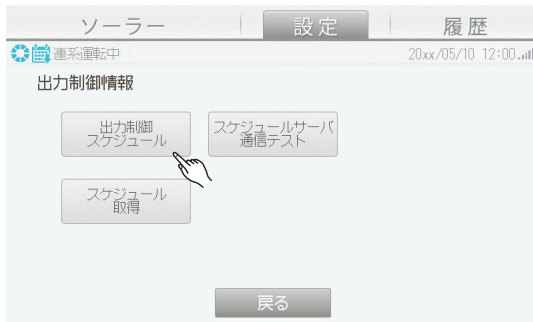 ソーラー 設定 履歴
連系運転中 20xx/05/10 12:00
出力制御情報
出力制御
スケジュール
スケジュールサーバ
通信テスト
スケジュール
取得
戻る